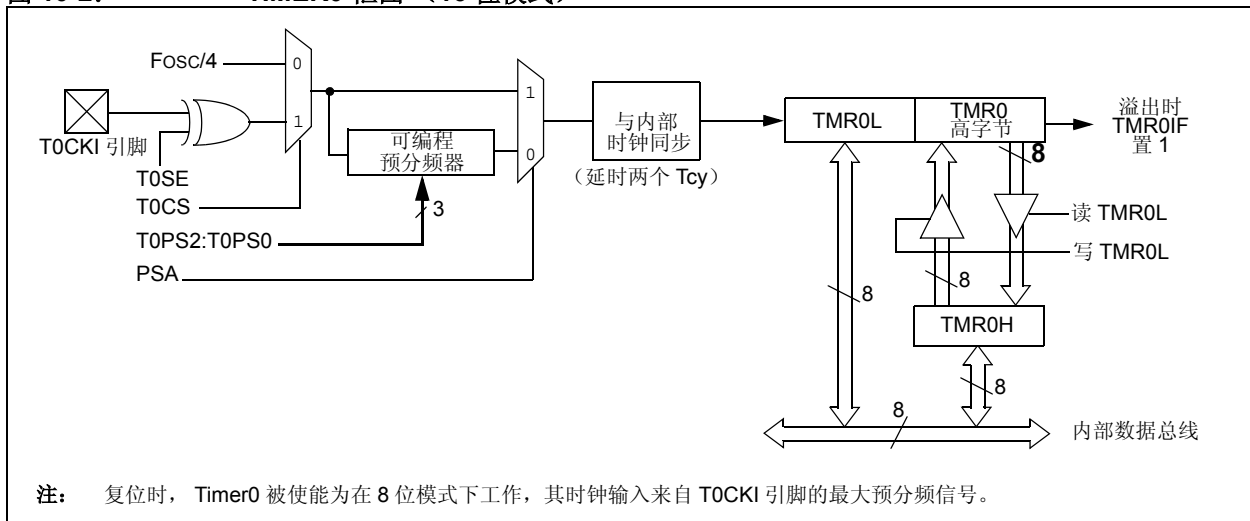 FOSC/4
0
1
T0CKI 引脚
T0SE
T0CS
T0PS2:T0PS0
PSA
可编程
预分频器
3
1
0
与内部
时钟同步
（延时两个 Tcy）
TMR0L
TMR0
高字节
8
溢出时
TMR0IF
置 1
读 TMR0L
写 TMR0L
8
8
TMR0H
8
8
内部数据总线
注： 复位时， Timer0 被使能为在 8 位模式下工作，其时钟输入来自 T0CKI 引脚的最大预分频信号。